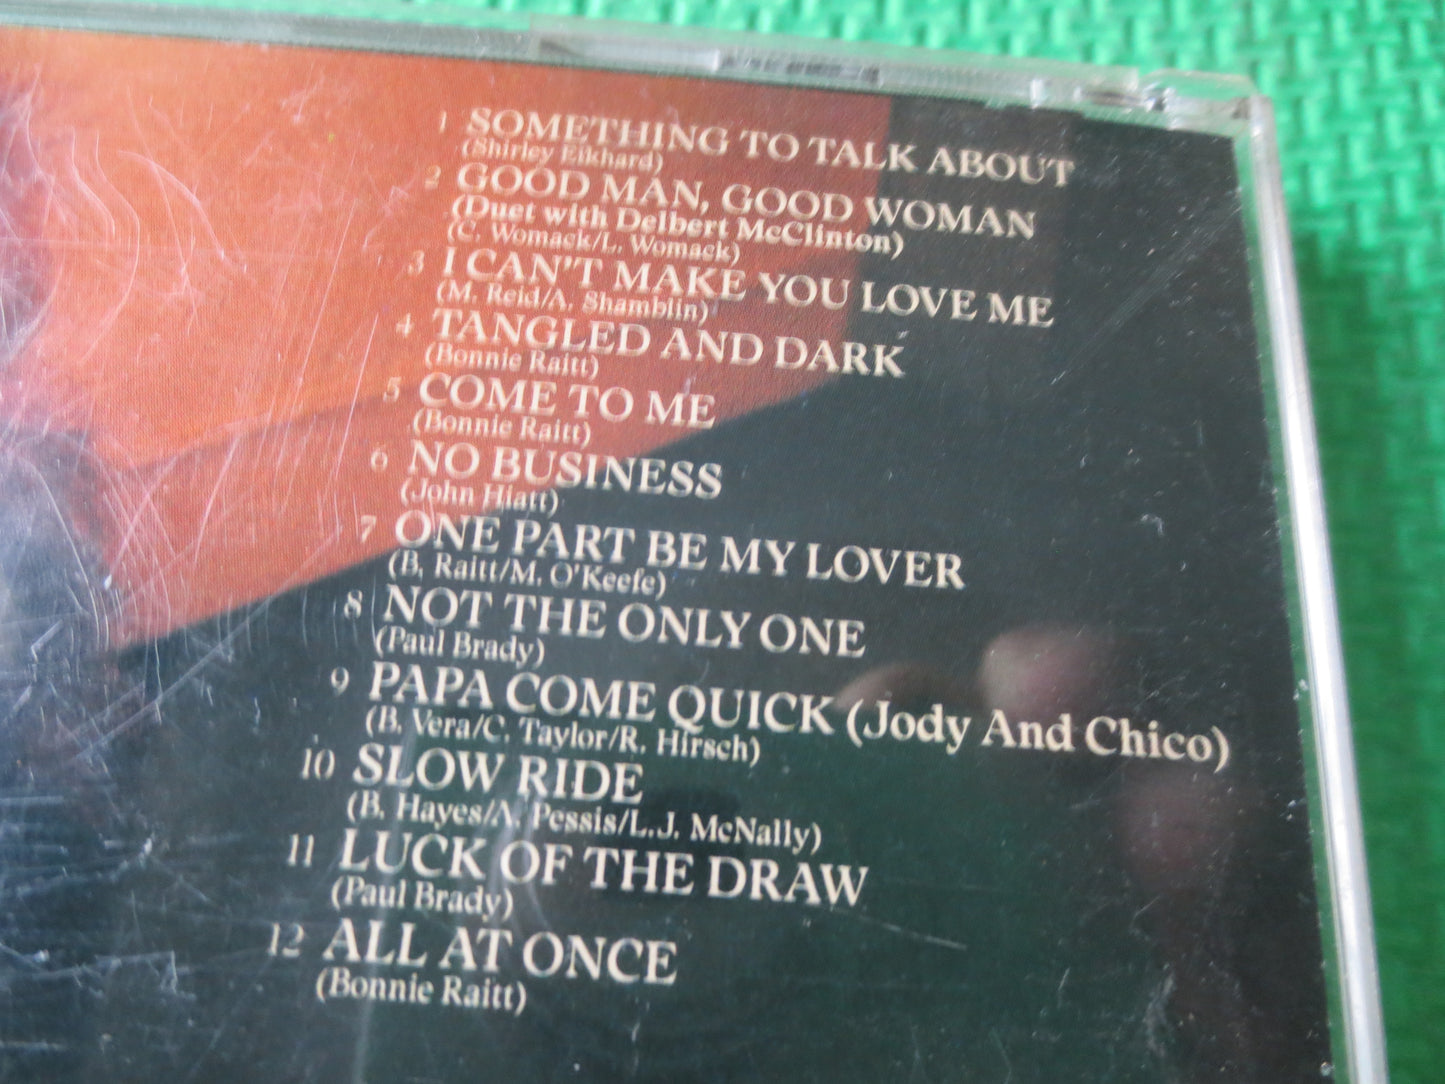 1 SOMETHING TO TALK ABOUT
(Shirley Eikhard)
2 GOOD MAN, GOOD WOMAN
(Duet with Delbert McClinton)
(C. Womack/L. Womack)
3 I CAN'T MAKE YOU LOVE ME
(M. Reid/A. Shamblin)
4 TANGLED AND DARK
(Bonnie Raitt)
5 COME TO ME
(Bonnie Raitt)
6 NO BUSINESS
(John Hiatt)
7 ONE PART BE MY LOVER
(B. Raitt/M. O'Keefe)
8 NOT THE ONLY ONE
(Paul Brady)
9 PAPA COME QUICK (Jody And Chico)
(B. Vera/C. Taylor/R. Hirsch)
10 SLOW RIDE
(B. Hayes/A. Pessis/L.J. McNally)
11 LUCK OF THE DRAW
(Paul Brady)
12 ALL AT ONCE
(Bonnie Raitt)